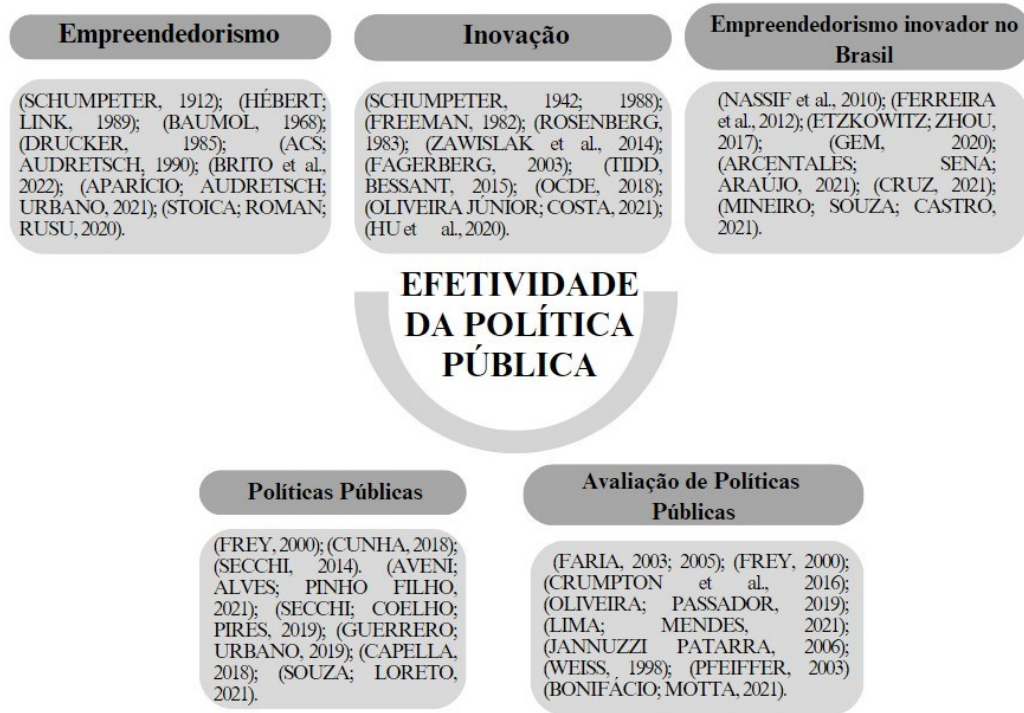 Empreendedorismo
(SCHUMPETER, 1912); (HÉBERT;
LINK, 1989); (BAUMOL, 1968);
(DRUCKER, 1985); (ACS;
AUDRETSCH, 1990); (BRITO et al.,
2022); (APARÍCIO; AUDRETSCH;
URBANO, 2021); (STOICA; ROMAN;
RUSU, 2020).
Inovação
(SCHUMPETER, 1942; 1988);
(FREEMAN, 1982); (ROSENBERG,
1983); (ZAWISLAK et al., 2014);
(FAGERBERG, 2003); (TIDD,
BESSANT, 2015); (OCDE, 2018);
(OLIVEIRA JÚNIOR; COSTA, 2021);
(HU et al., 2020).
Empreendedorismo inovador no
Brasil
(NASSIF et al., 2010); (FERREIRA
et al., 2012); (ETZKOWITZ; ZHOU,
2017); (GEM, 2020);
(ARCENTALES; SENA;
ARAÚJO, 2021); (CRUZ, 2021);
(MINEIRO; SOUZA; CASTRO,
2021).
EFETIVIDADE
DA POLÍTICA
PÚBLICA
Políticas Públicas
(FREY, 2000); (CUNHA, 2018);
(SECCHI, 2014). (AVENI;
ALVES; PINHO FILHO,
2021); (SECCHI; COELHO;
PIRES, 2019); (GUERRERO;
URBANO, 2019); (CAPELLA,
2018); (SOUZA; LORETO,
2021).
Avaliação de Políticas
Públicas
(FARIA, 2003; 2005); (FREY, 2000);
(CRUMPTON et al., 2016);
(OLIVEIRA; PASSADOR, 2019);
(LIMA; MENDES, 2021);
(JANNUZZI PATARRA, 2006);
(WEISS, 1998); (PFEIFFER, 2003)
(BONIFÁCIO; MOTTA, 2021).